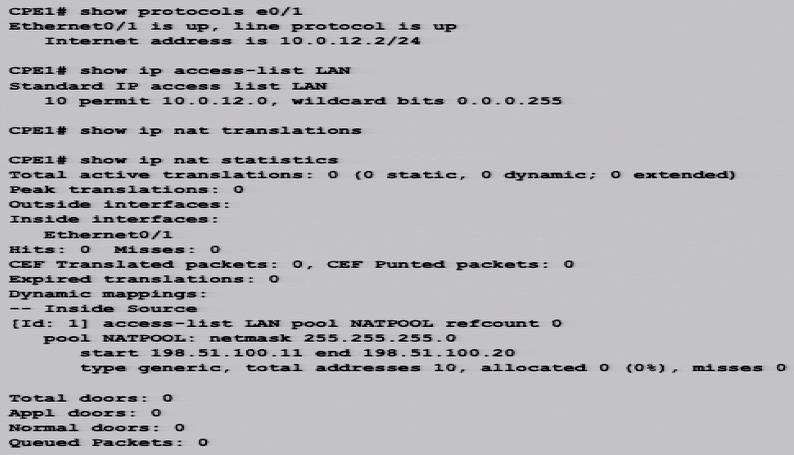 CPE1# show protocols e0/1
Ethernet0/1 is up, line protocol is up
Internet address is 10.0.12.2/24
CPE1# show ip access-list LAN
Standard IP access list LAN
10 permit 10.0.12.0, wildcard bits 0.0.0.255
CPE1# show ip nat translations
CPE1# show ip nat statistics
Total active translations: 0 (0 static, 0 dynamic; 0 extended)
Peak translations: 0
Outside interfaces:
Inside interfaces:
Ethernet0/1
Hits: 0 Misses: 0
CEF Translated packets: 0, CEF Punted packets: 0
Expired translations: 0
Dynamic mappings:
-- Inside Source
[Id: 1] access-list LAN pool NATPOOL refcount 0
pool NATPOOL: netmask 255.255.255.0
start 198.51.100.11 end 198.51.100.20
type generic, total addresses 10, allocated 0 (0%), misses 0
Total doors: 0
Appl doors: 0
Normal doors: 0
Queued Packets: 0